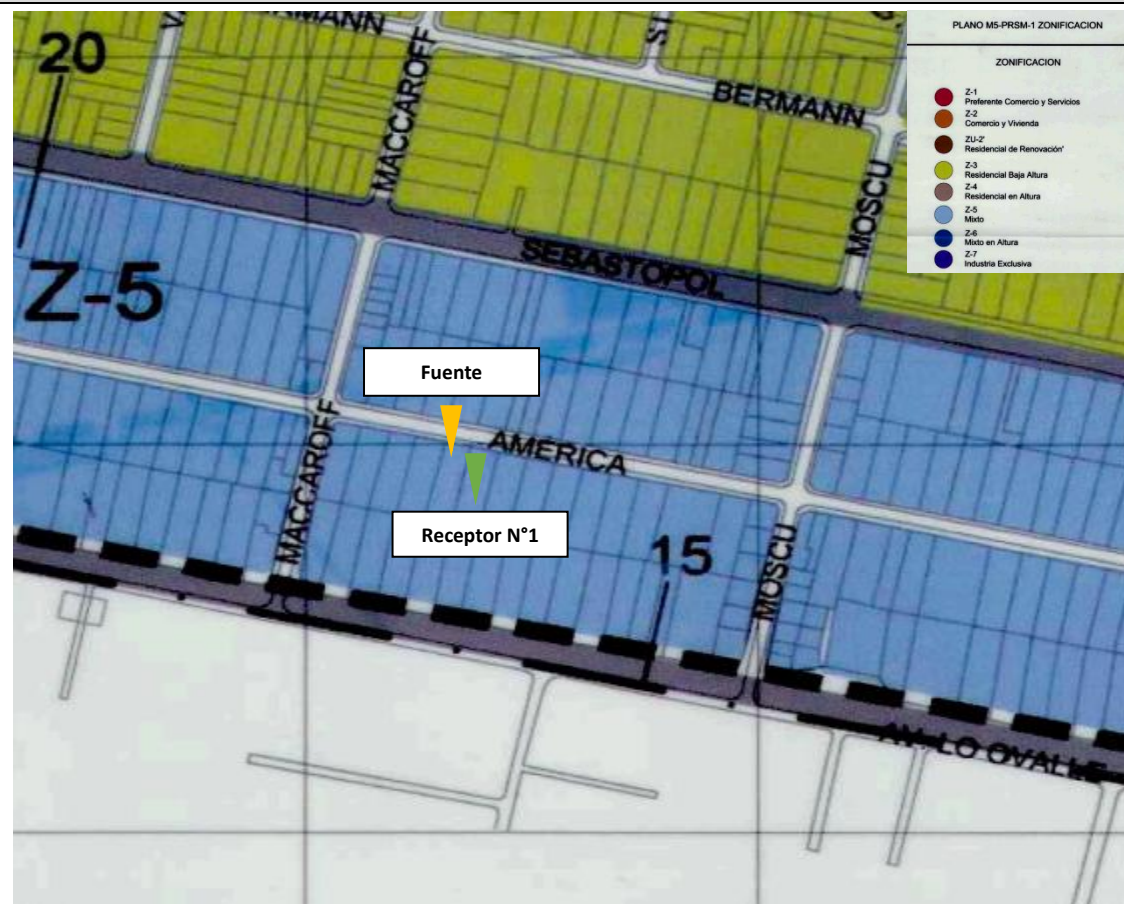 PLANO M5-PRSM-1 ZONIFICACION
ZONIFICACION
Z-1
Preferente Comercio y Servicios
Z-2
Comercio y Vivienda
ZU-2'
Residencial de Renovación'
Z-3
Residencial Baja Altura
Z-4
Residencial en Altura
Z-5
Mixto
Z-6
Mixto en Altura
Z-7
Industria Exclusiva
20
MACCAROFF
BERMANN
MOSCU
SEBASTOPOL
Z-5
Fuente
AMERICA
MACCAROFF
Receptor N°1
15
MOSCU
AV. LO OVALLE